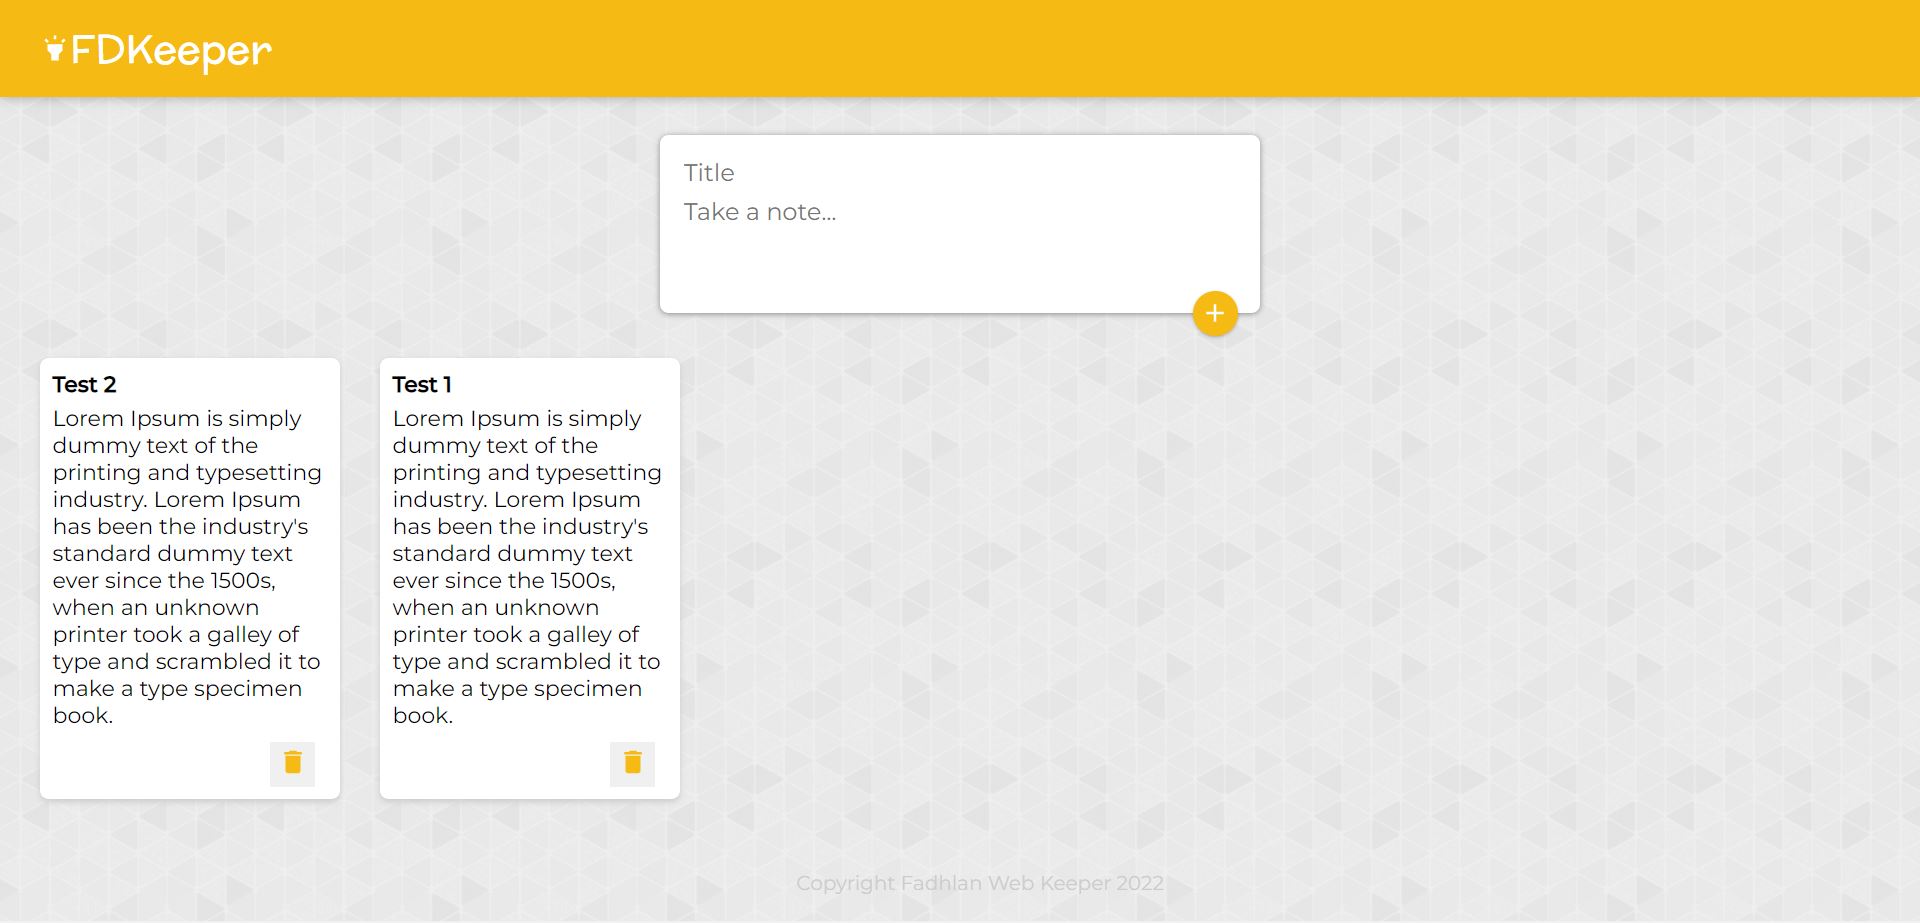 FDKeeper
Title
Take a note...
Test 2
Lorem Ipsum is simply
dummy text of the
printing and typesetting
industry. Lorem Ipsum
has been the industry's
standard dummy text
ever since the 1500s,
when an unknown
printer took a galley of
type and scrambled it to
make a type specimen
book.
Test 1
Lorem Ipsum is simply
dummy text of the
printing and typesetting
industry. Lorem Ipsum
has been the industry's
standard dummy text
ever since the 1500s,
when an unknown
printer took a galley of
type and scrambled it to
make a type specimen
book.
Copyright Fadhlan Web Keeper 2022